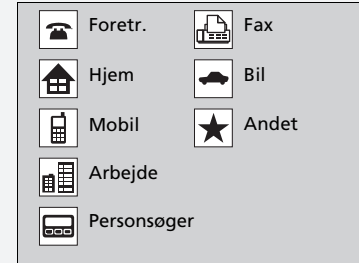 Foretr.
Fax
Hjem
Bil
Mobil
Andet
Arbejde
Personsøger